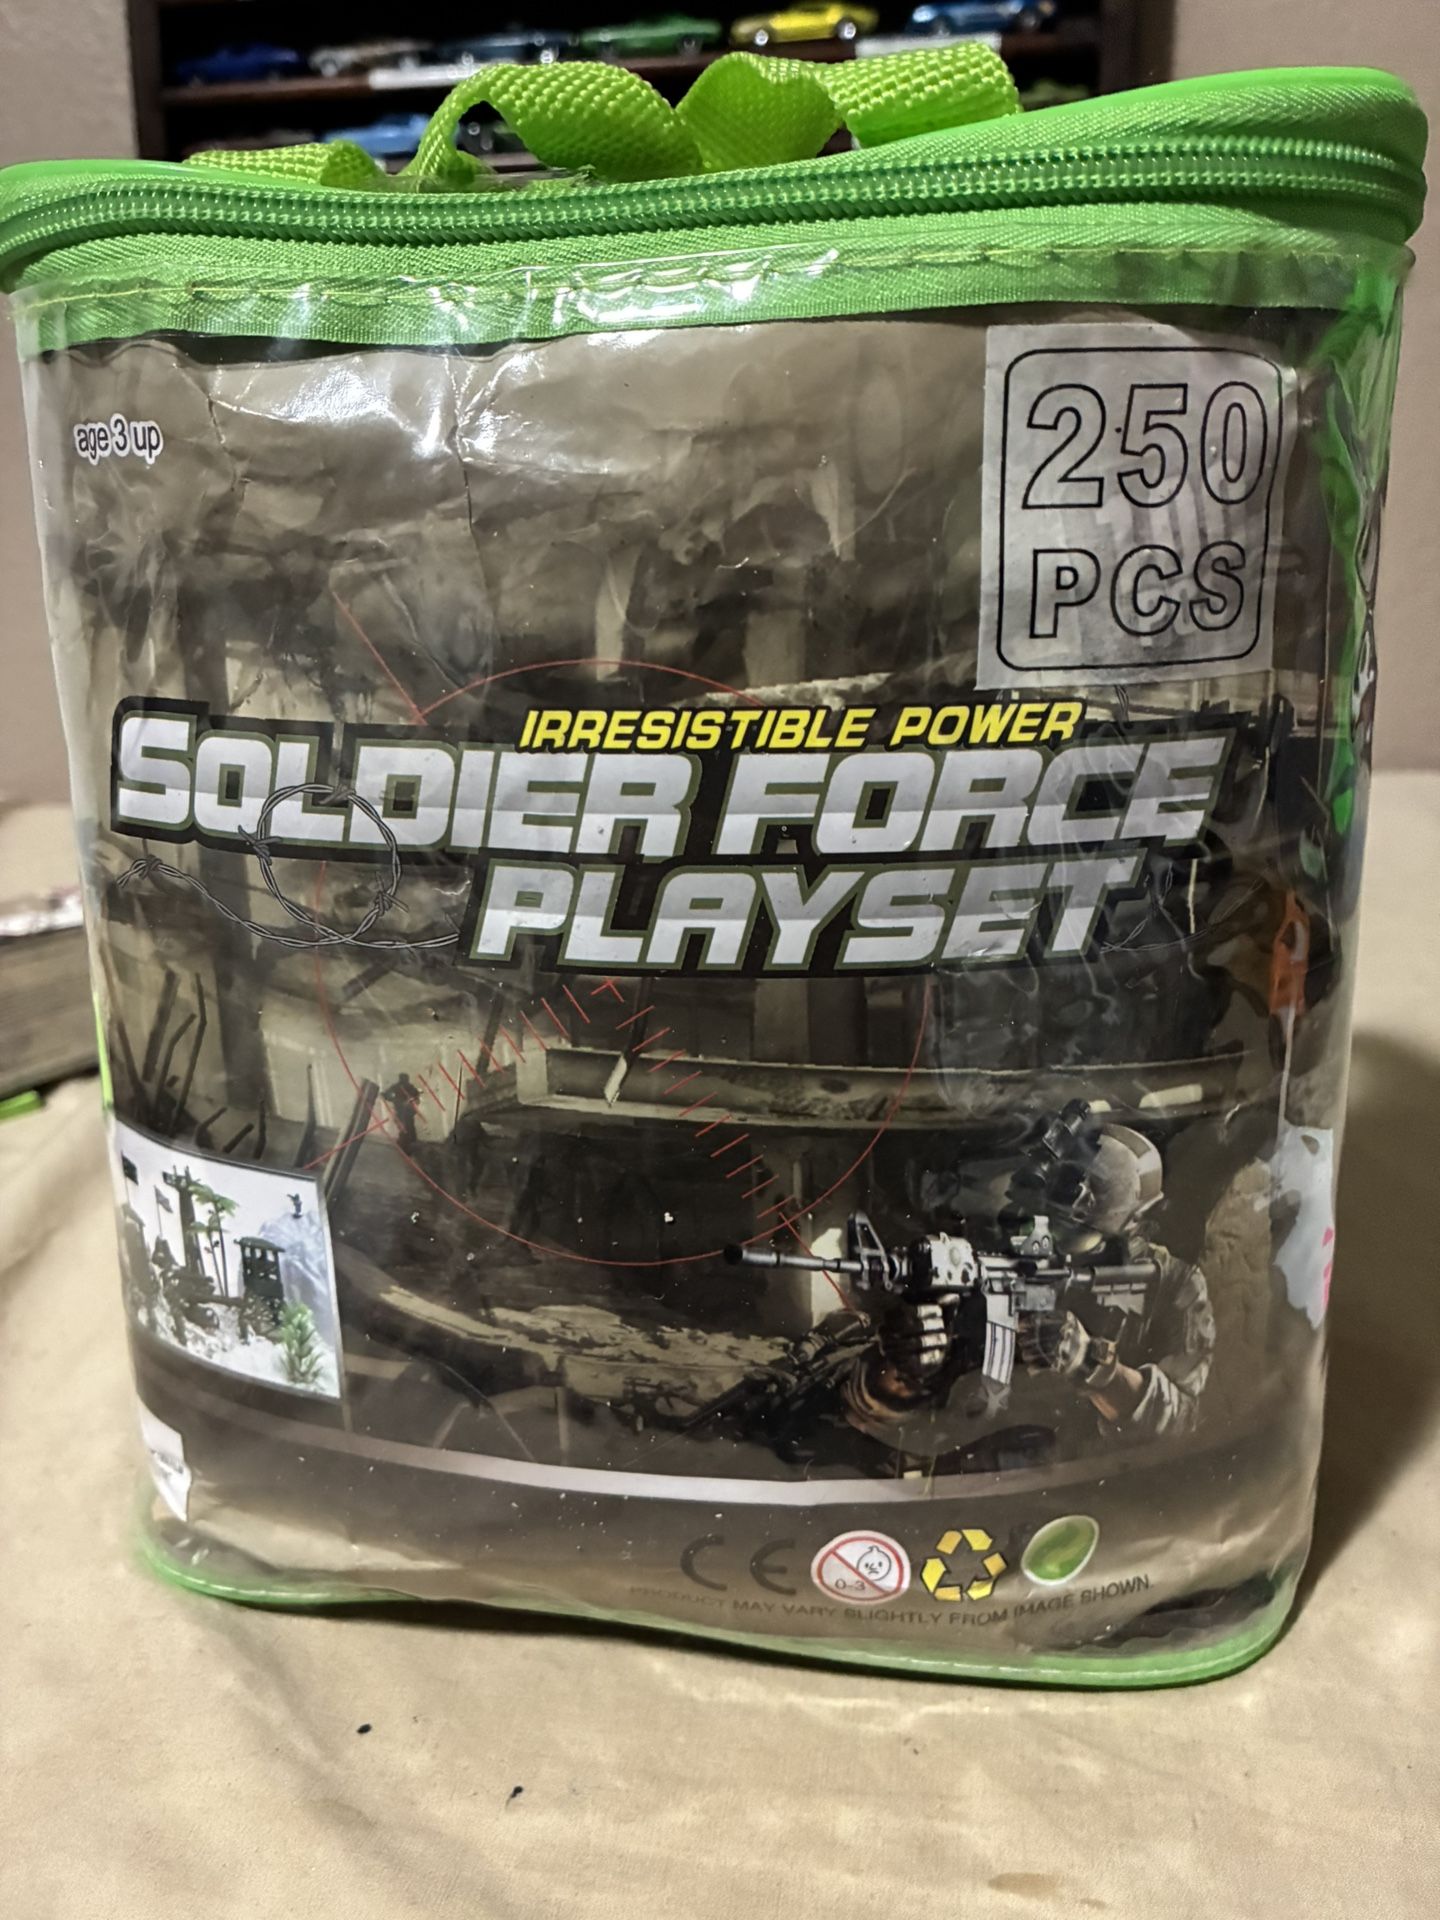 age 3 up
250
PCS
IRRESISTIBLE POWER
SOLDIER FORCE
PLAYSET
CE
0-3
PRODUCT MAY VARY SLIGHTLY FROM IMAGE SHOWN.